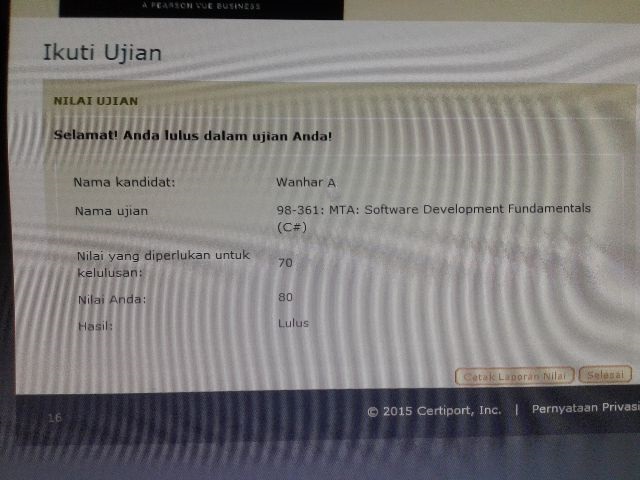 A PEARSON VUE BUSINESS
Ikuti Ujian
NILAI UJIAN
Selamat! Anda lulus dalam ujian Anda!
Nama kandidat: Wanhar A
Nama ujian 98-361: MTA: Software Development Fundamentals
(C#)
Nilai yang diperlukan untuk
kelulusan: 70
Nilai Anda: 80
Hasil: Lulus
Cetak Laporan Nilai Selesai
16 © 2015 Certiport, Inc. | Pernyataan Privasi